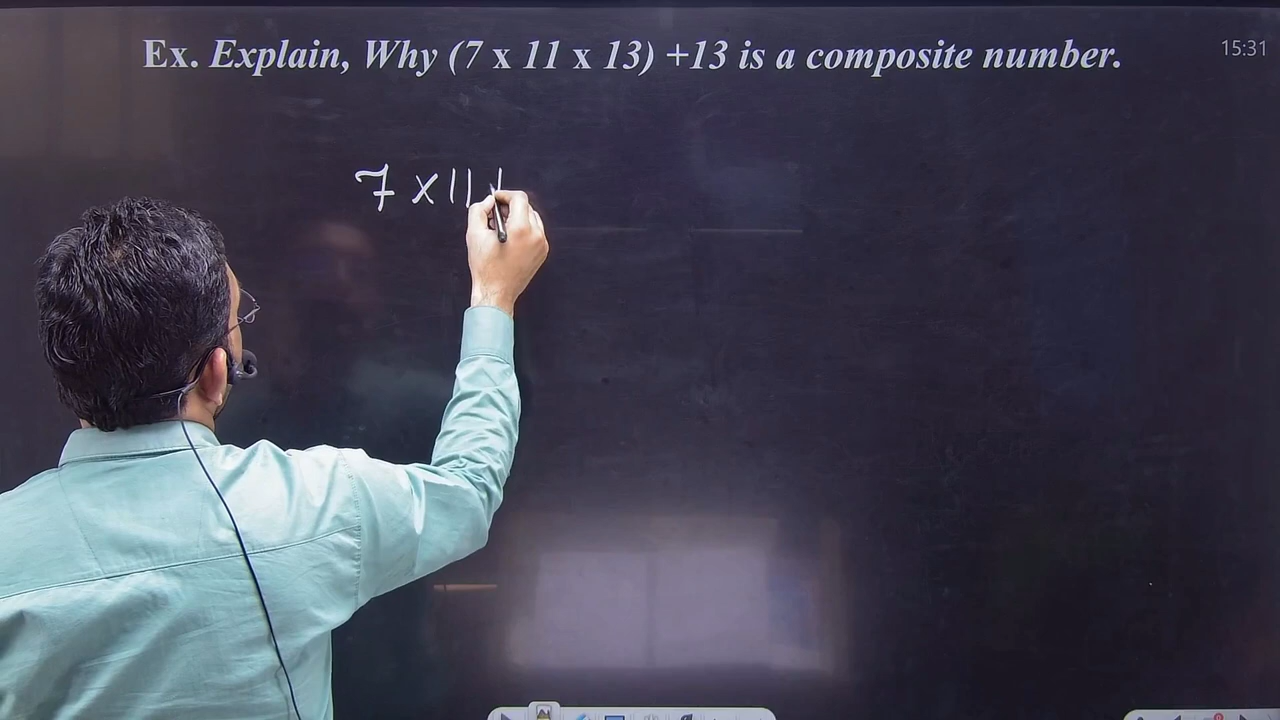 Ex. Explain, Why (7 x 11 x 13) +13 is a composite number.
15:31
7 x 11